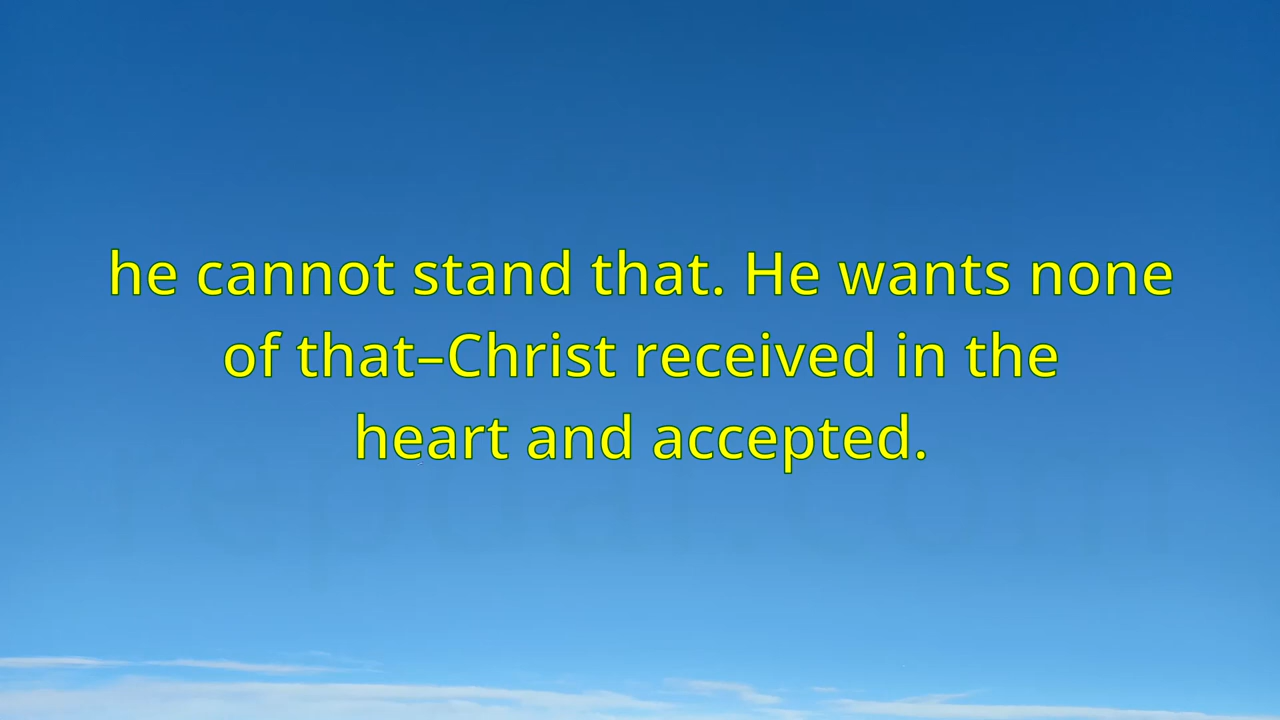 he cannot stand that. He wants none
of that–Christ received in the
heart and accepted.